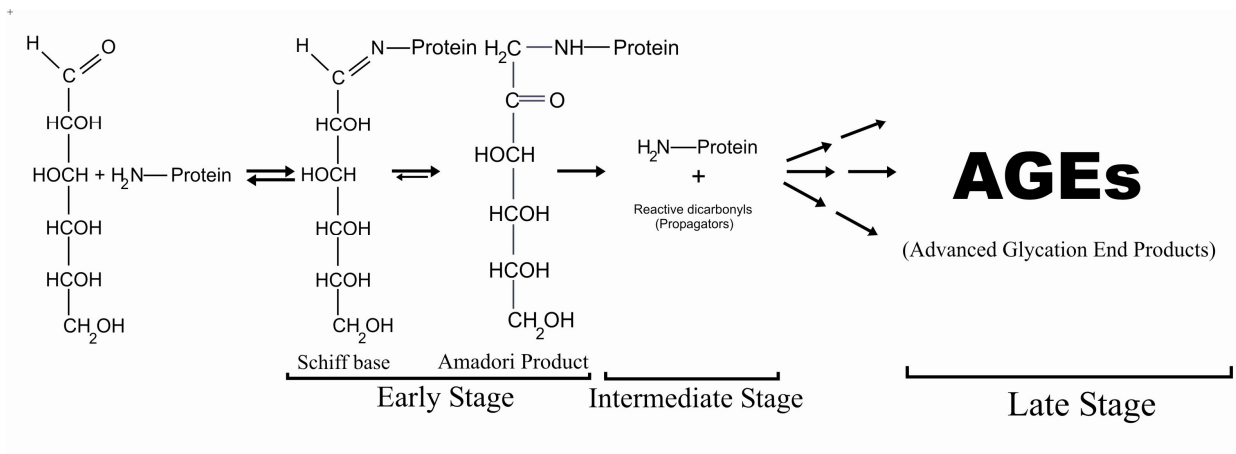 +
H O
C
HCOH
HOCH + H2N—Protein
HCOH
HCOH
CH2OH
H N—Protein
C
HCOH
HOCH
HCOH
HCOH
CH2OH
Schiff base
H2C—NH—Protein
C=O
HOCH
HCOH
HCOH
CH2OH
Amadori Product
Early Stage
H2N—Protein
+
Reactive dicarbonyls
(Propagators)
Intermediate Stage
AGEs
(Advanced Glycation End Products)
Late Stage